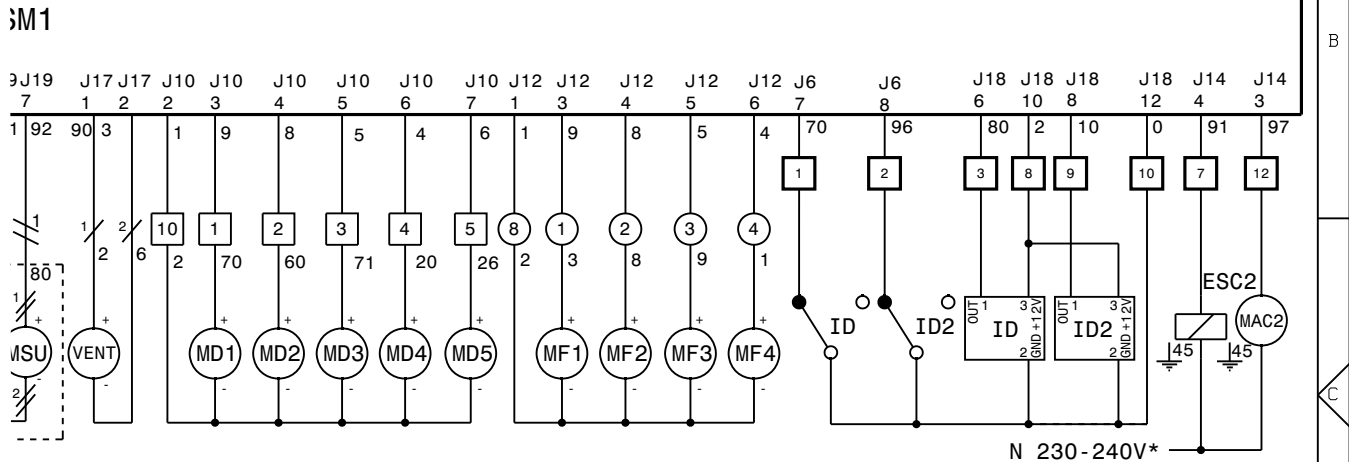 SM1
B
J19 J17 J17 J10 J10 J10 J10 J10 J10 J12 J12 J12 J12 J12 J6 J6 J18 J18 J18 J18 J14 J14
7 1 2 2 3 4 5 6 7 1 3 4 5 6 7 8 6 10 8 12 4 3
1 92 90 3 1 9 8 5 4 6 1 9 8 5 4 70 96 80 2 10 0 91 97
1 2 3 8 9 10 7 12
1 1 2 10 1 2 3 4 5 8 1 2 3 4
2 6 2 70 60 71 20 26 2 3 8 9 1
80
ESC2
1 OUT 1 3 +12V OUT 1 3 +12V
+ + + + + + + + + + +
MSU VENT MD1 MD2 MD3 MD4 MD5 MF1 MF2 MF3 MF4 ID ID2 ID ID2 MAC2
2 GND 2 GND 45 45
- - - - - - - - - - -
2
C
N 230-240V*